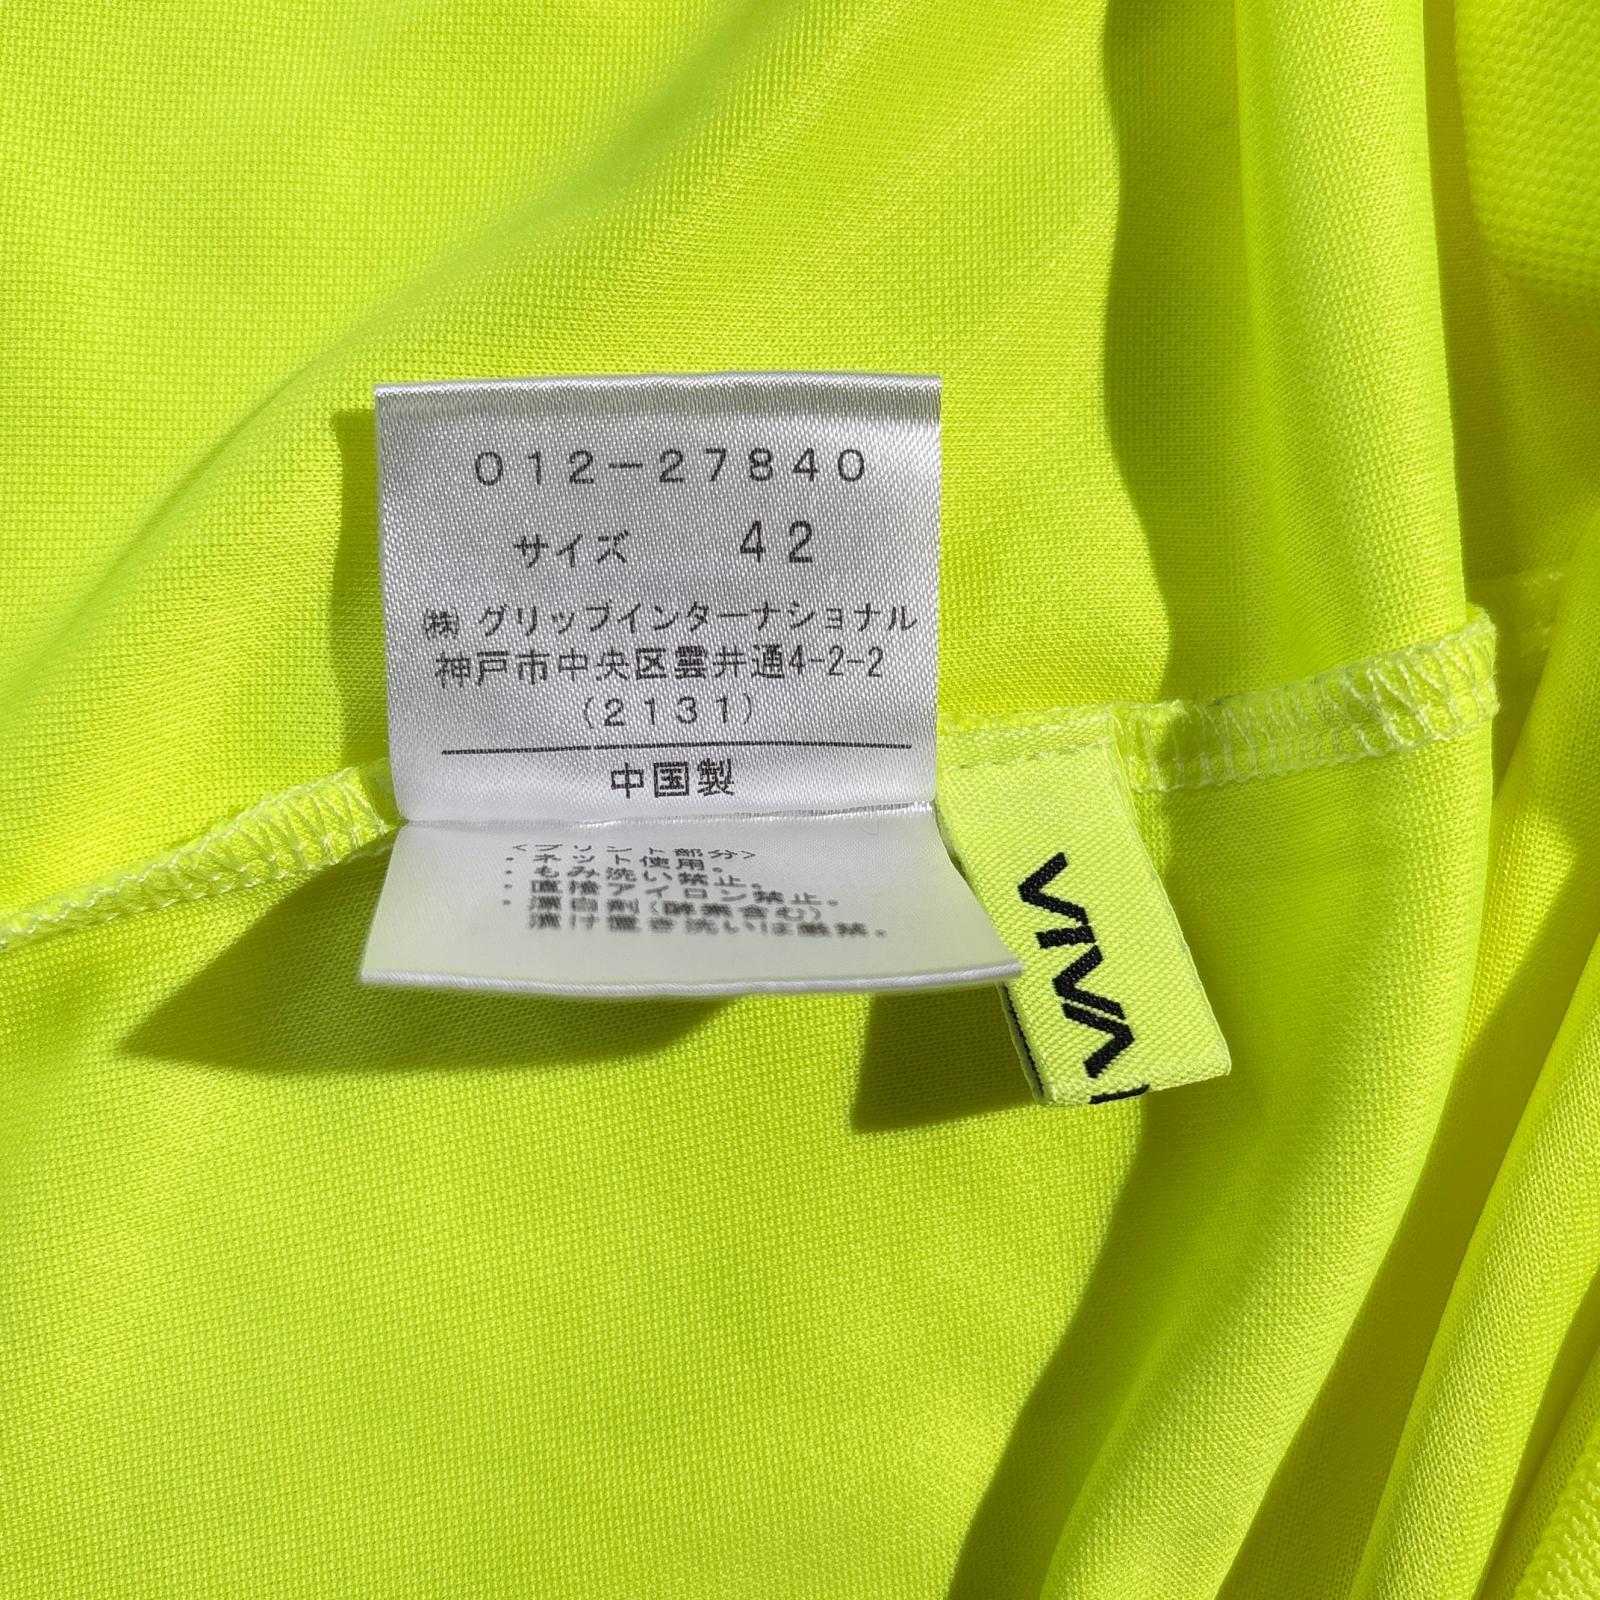 012-27840
サイズ 42
㈱ グリップインターナショナル
神戸市中央区雲井通4-2-2
(2131)
中国製
<プリント部分>
・ネット使用。
・もみ洗い禁止。
・直接アイロン禁止。
・漂白剤(酵素含む)
漬け置き洗いは厳禁。
VIVA